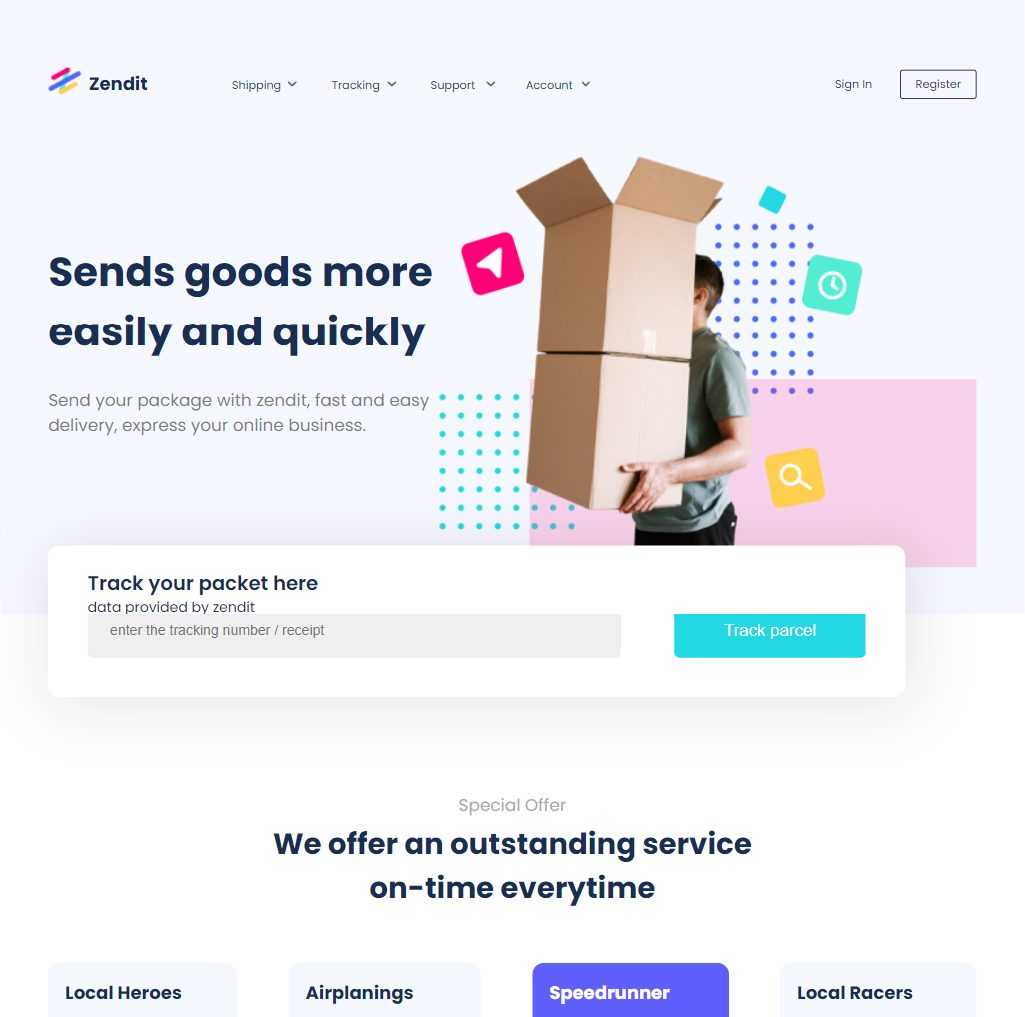 Zendit
Shipping
Tracking
Support
Account
Sign In
Register
Sends goods more
easily and quickly
Send your package with zendit, fast and easy
delivery, express your online business.
Track your packet here
data provided by zendit
enter the tracking number / receipt
Track parcel
Special Offer
We offer an outstanding service
on-time everytime
Local Heroes
Airplanings
Speedrunner
Local Racers